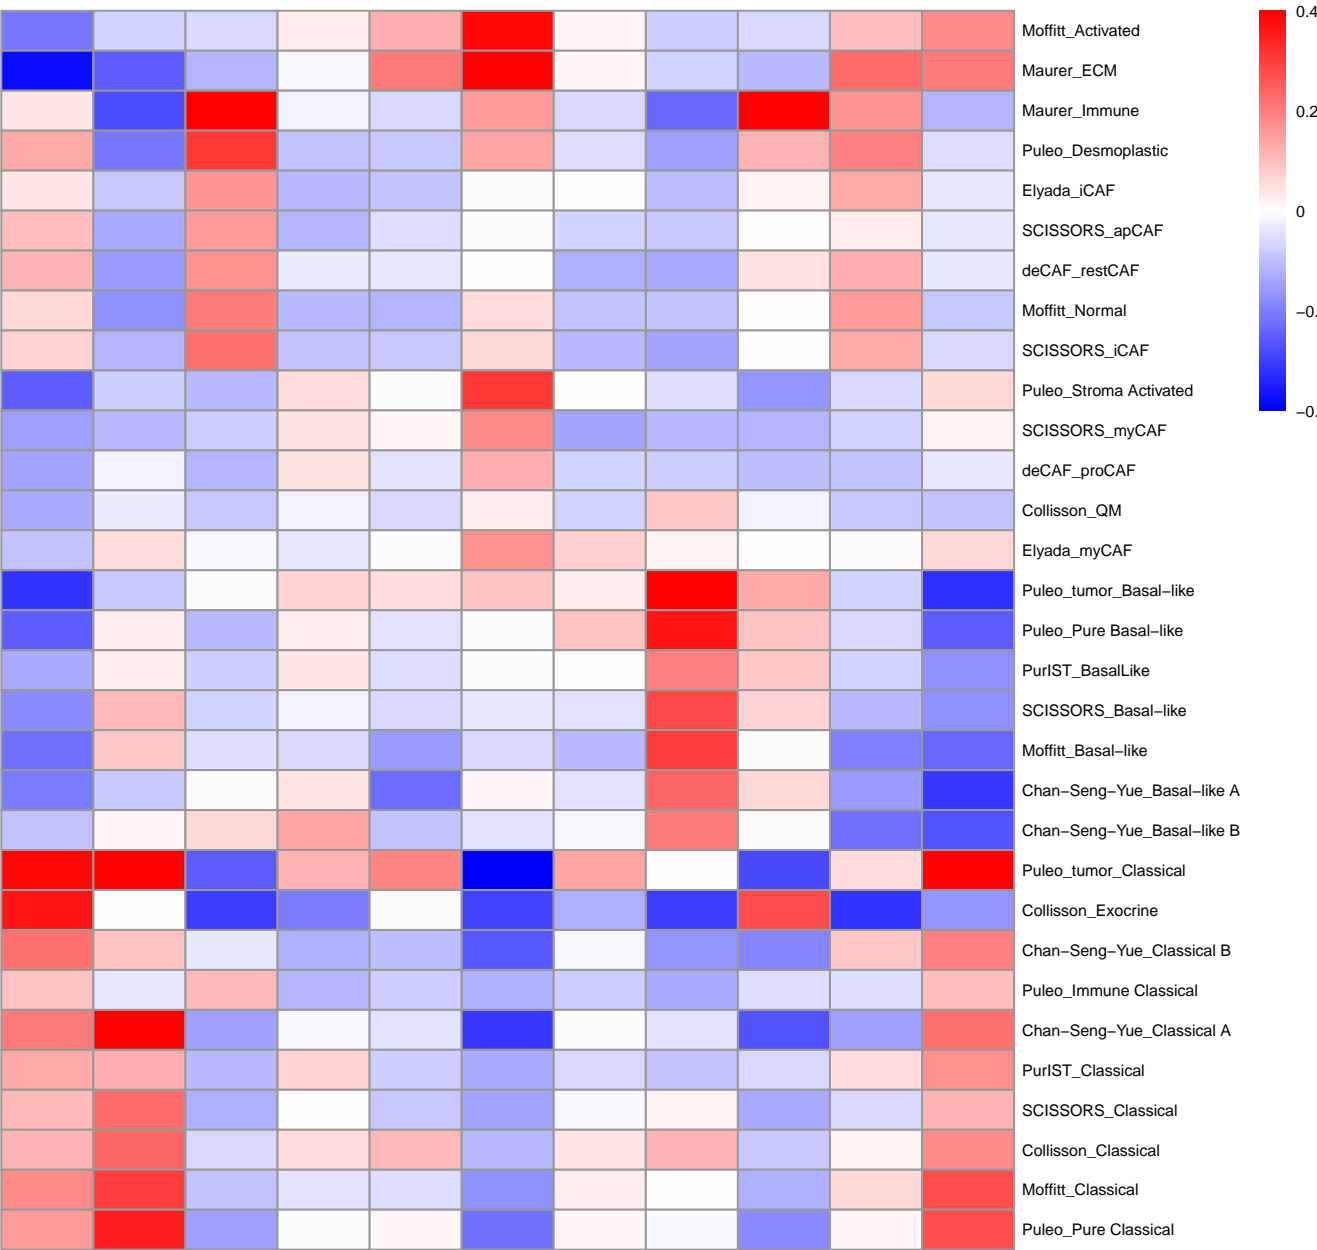 Moffitt_Activated
Maurer_ECM
Maurer_Immune
Puleo_Desmoplastic
Elyada_iCAF
SCISSORS_apCAF
deCAF_restCAF
Moffitt_Normal
SCISSORS_iCAF
Puleo_Stroma Activated
SCISSORS_myCAF
deCAF_proCAF
Collisson_QM
Elyada_myCAF
Puleo_tumor_Basal−like
Puleo_Pure Basal−like
PurIST_BasalLike
SCISSORS_Basal−like
Moffitt_Basal−like
Chan−Seng−Yue_Basal−like A
Chan−Seng−Yue_Basal−like B
Puleo_tumor_Classical
Collisson_Exocrine
Chan−Seng−Yue_Classical B
Puleo_Immune Classical
Chan−Seng−Yue_Classical A
PurIST_Classical
SCISSORS_Classical
Collisson_Classical
Moffitt_Classical
Puleo_Pure Classical
0.4
0.2
0
−0.
−0.